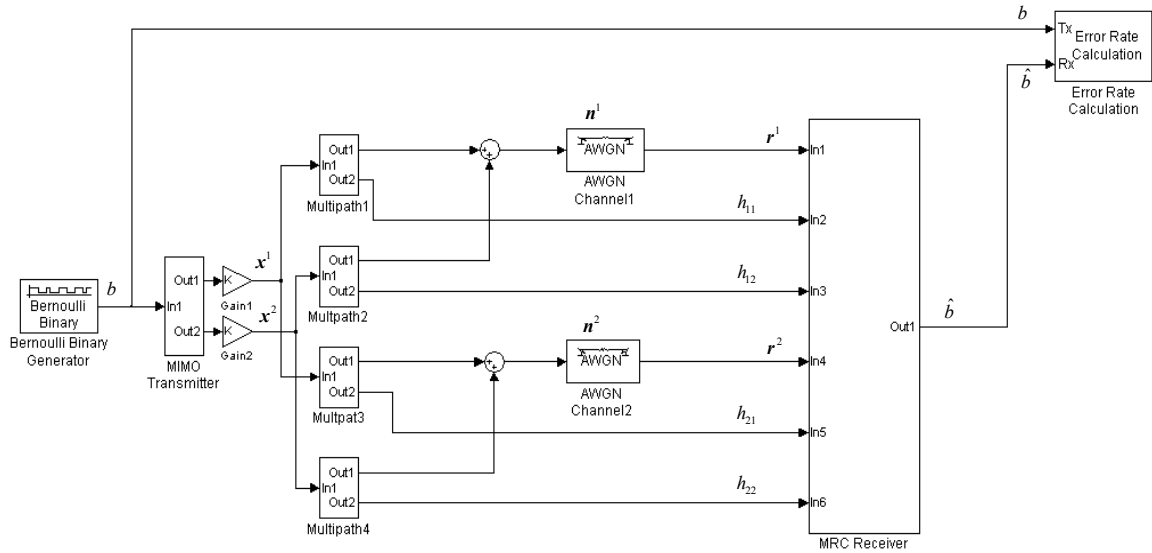 b
Tx
Error Rate
Calculation
Rx
b̂
Error Rate
Calculation
n¹
r¹
Out1
In1
Out2
Multipath1
AWGN
AWGN
Channel1
In1
h₁₁
In2
Out1
In1
Out2
Multpath2
h₁₂
In3
Bernoulli
Binary
Bernoulli Binary
Generator
b
In1
Out1
Out2
MIMO
Transmitter
K
Gain1
x¹
K
Gain2
x²
n²
r²
Out1
In1
Out2
Multpat3
AWGN
AWGN
Channel2
In4
h₂₁
In5
Out1
In1
Out2
Multipath4
h₂₂
In6
Out1
b̂
MRC Receiver